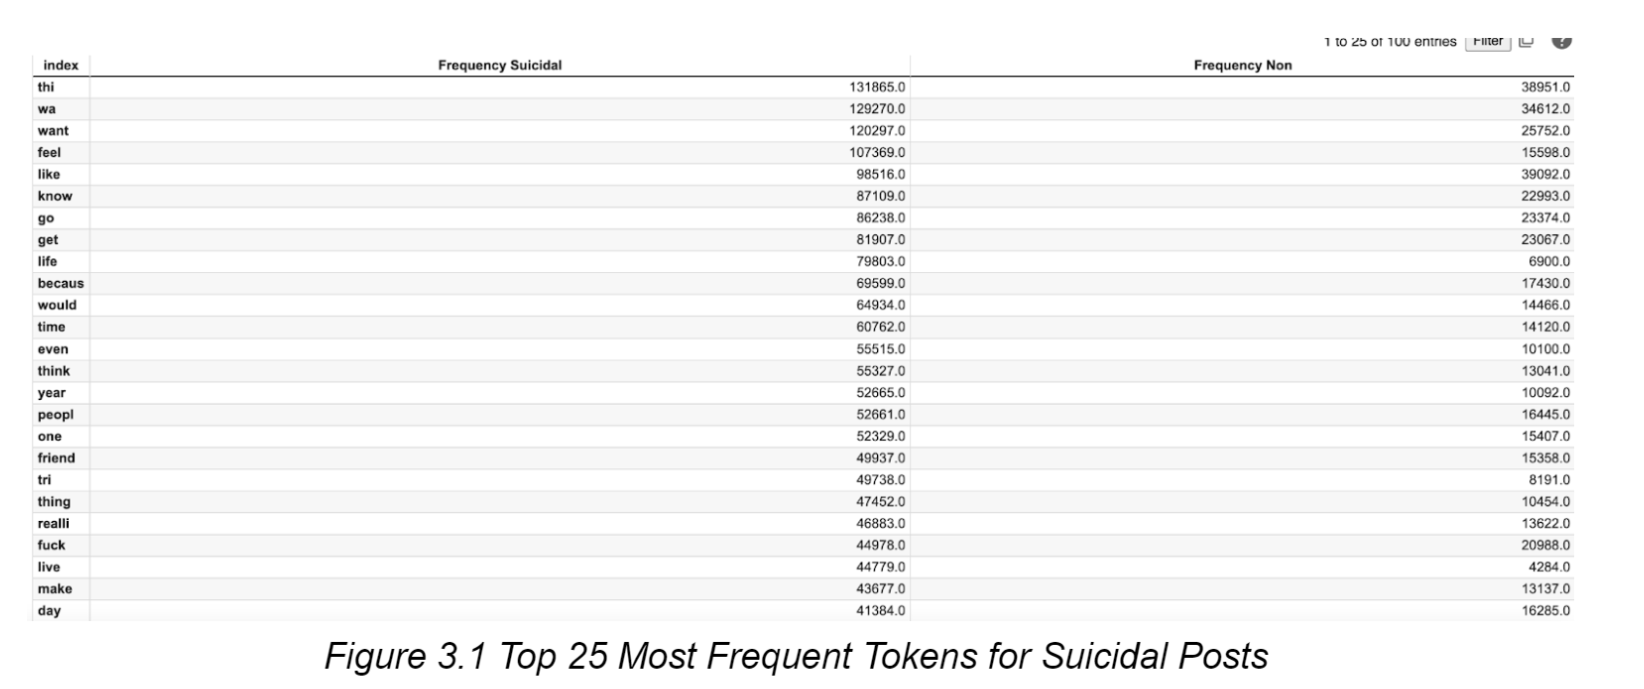 1 to 25 of 100 entries Filter ?
index Frequency Suicidal Frequency Non
thi 131865.0 38951.0
wa 129270.0 34612.0
want 120297.0 25752.0
feel 107369.0 15598.0
like 98516.0 39092.0
know 87109.0 22993.0
go 86238.0 23374.0
get 81907.0 23067.0
life 79803.0 6900.0
becaus 69599.0 17430.0
would 64934.0 14466.0
time 60762.0 14120.0
even 55515.0 10100.0
think 55327.0 13041.0
year 52665.0 10092.0
peopl 52661.0 16445.0
one 52329.0 15407.0
friend 49937.0 15358.0
tri 49738.0 8191.0
thing 47452.0 10454.0
realli 46883.0 13622.0
fuck 44978.0 20988.0
live 44779.0 4284.0
make 43677.0 13137.0
day 41384.0 16285.0
Figure 3.1 Top 25 Most Frequent Tokens for Suicidal Posts